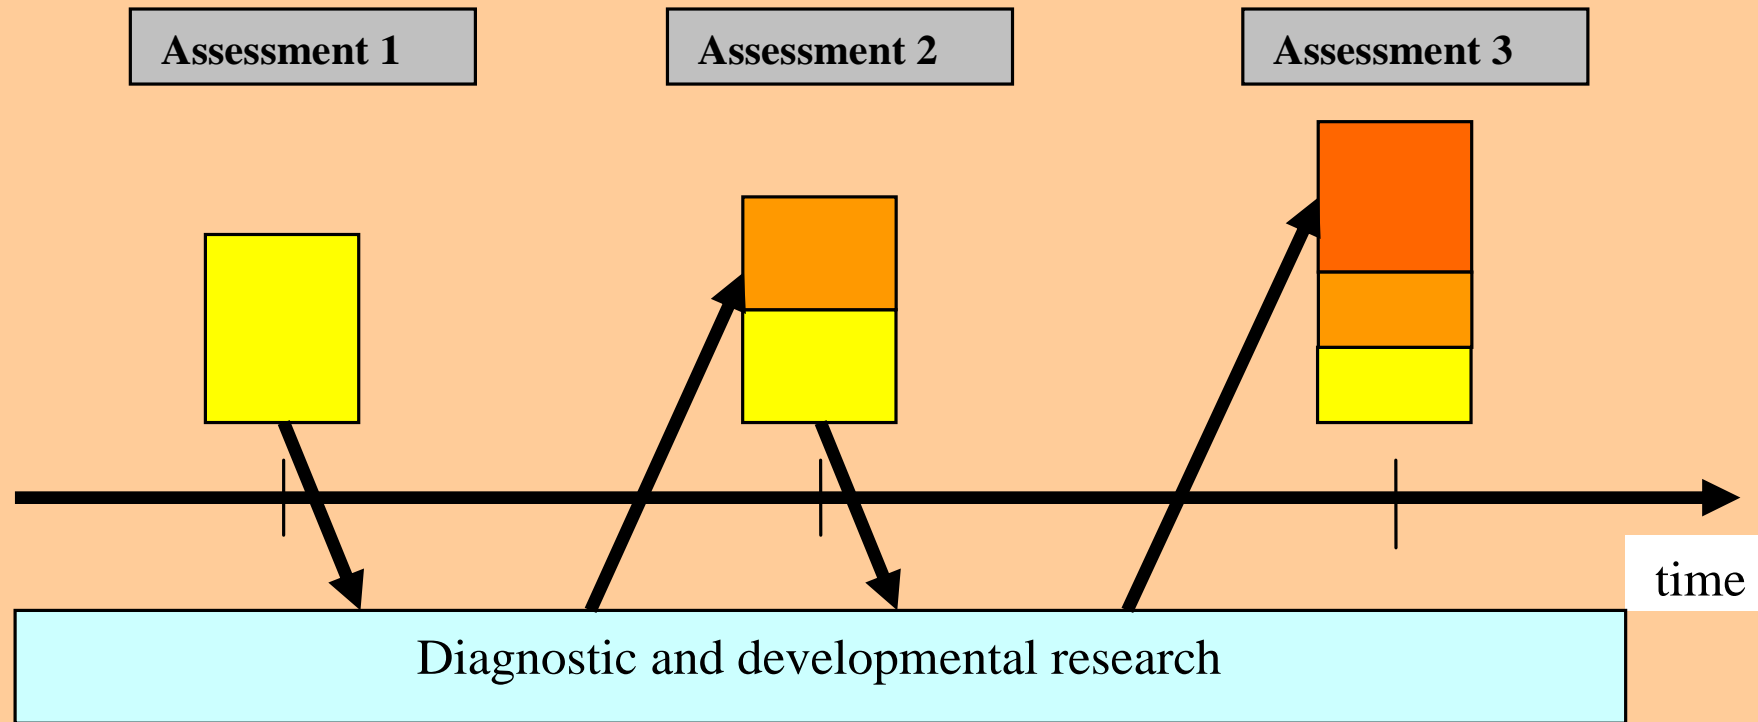 Assessment 1
Assessment 2
Assessment 3
time
Diagnostic and developmental research